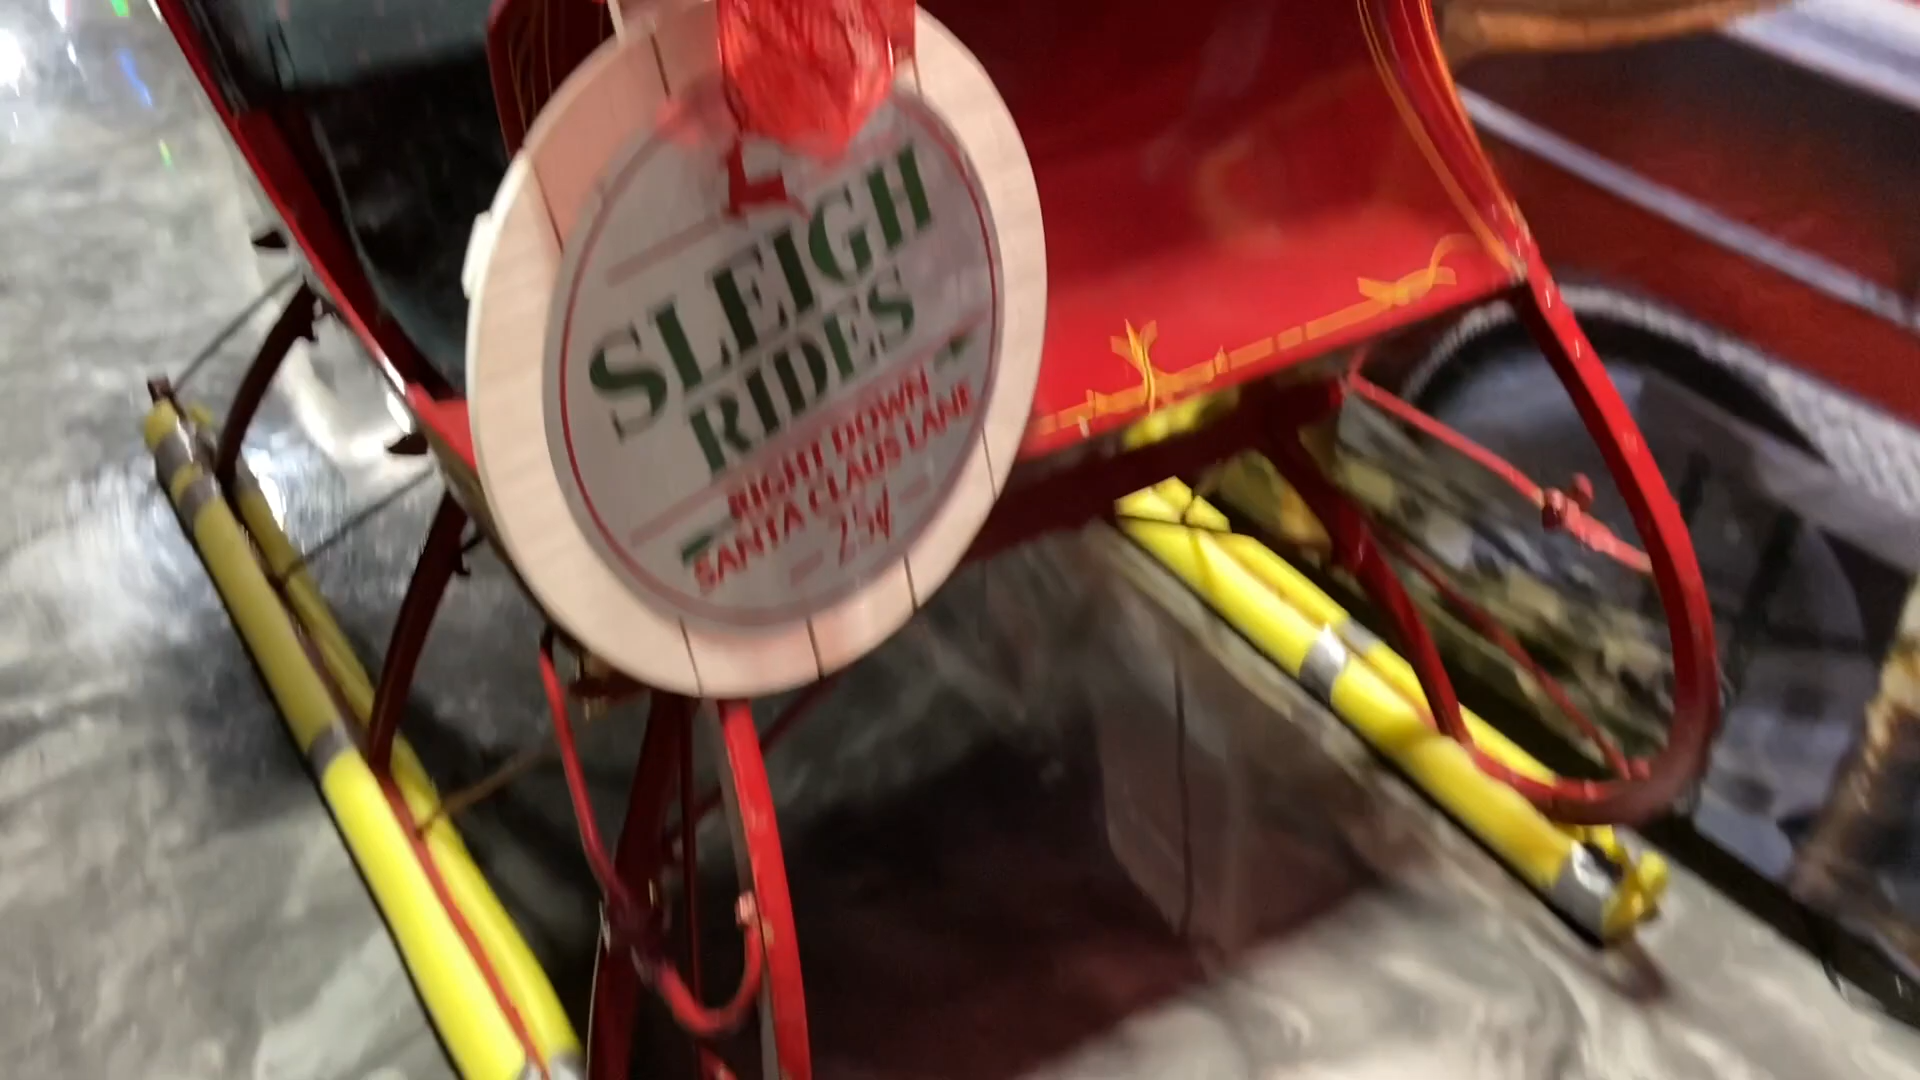 SLEIGH
RIDES
RIGHT DOWN
SANTA CLAUS LANE
25¢